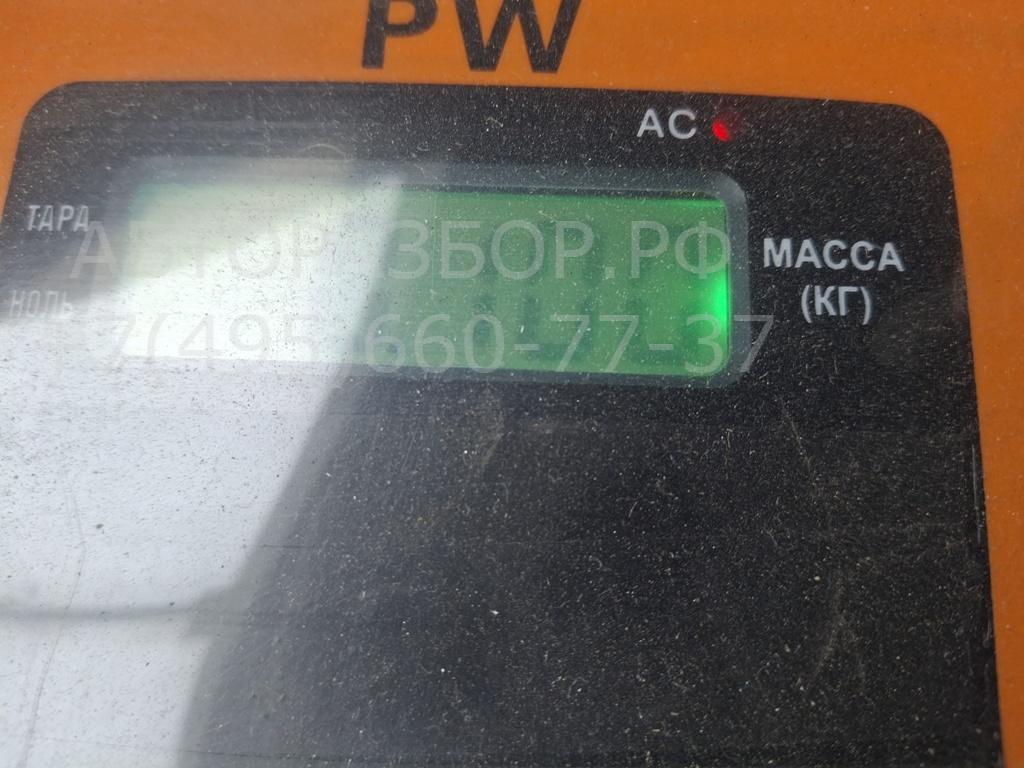 PW
AC
ТАРА
АВТОРАЗБОР.РФ
МАССА
(КГ)
НОЛЬ
7(495)660-77-37